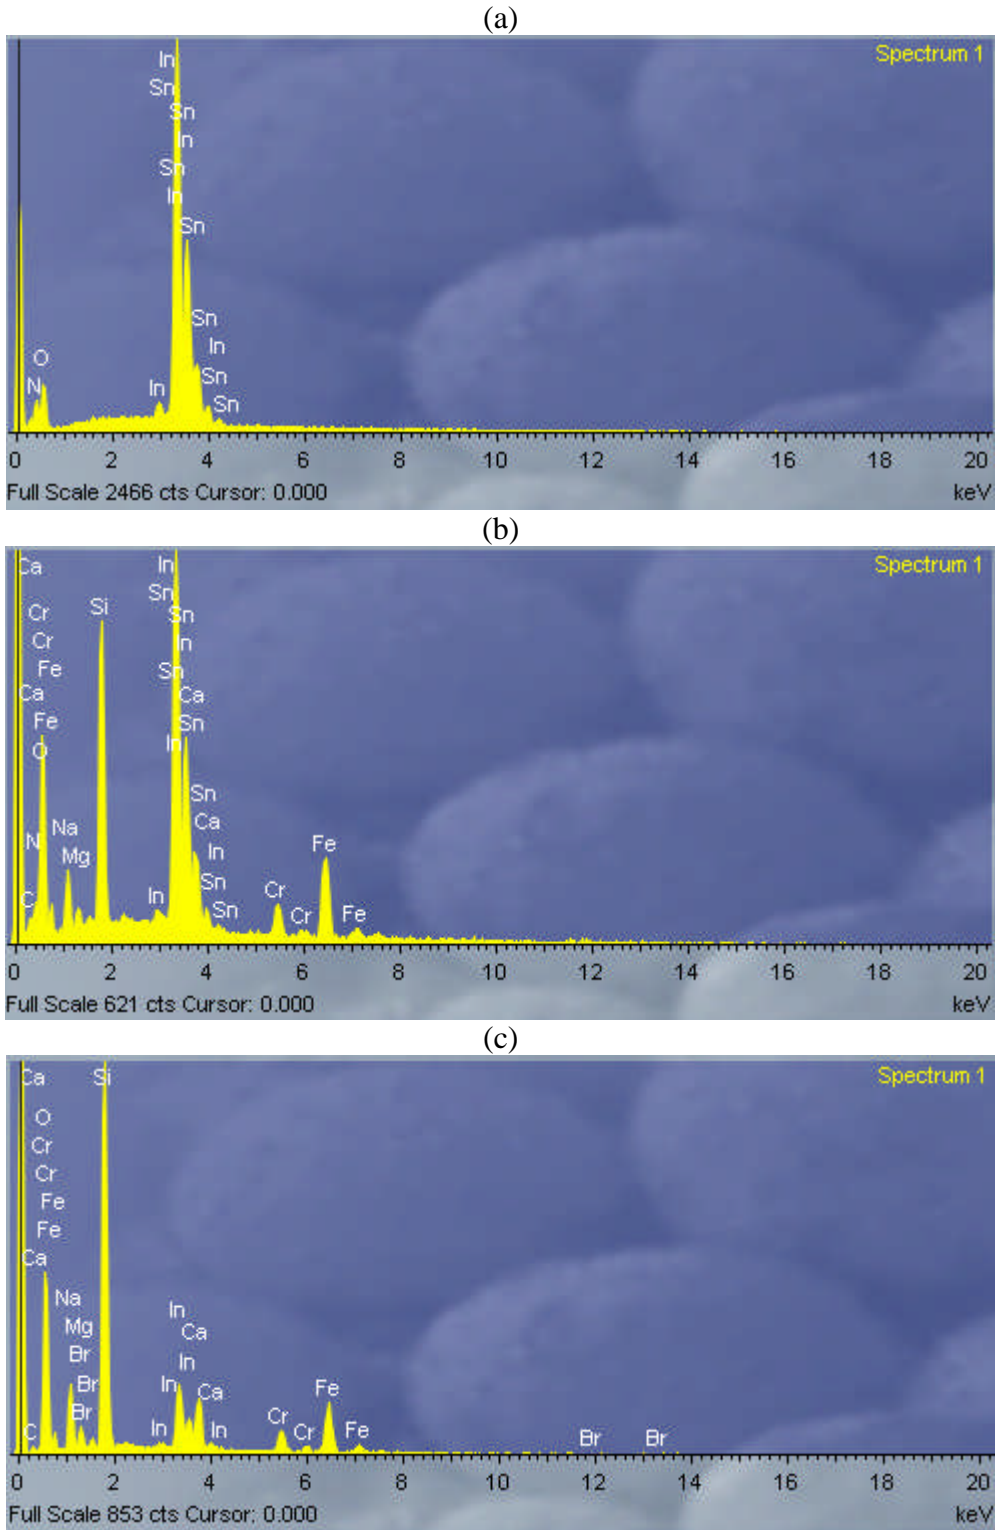 (a)
Spectrum 1
In
Sn
Sn
In
Sn
In
Sn
Sn
O
In
N
In
Sn
Sn
0 2 4 6 8 10 12 14 16 18 20
Full Scale 2466 cts Cursor: 0.000 keV
(b)
Spectrum 1
Ca
In
Sn
Cr
Si
Sn
Cr
In
Fe
Sn
Ca
Ca
Fe
Sn
O
In
Sn
Na
Ca
N
Mg
In
Fe
C
In
Sn
Cr
Sn
Cr
Fe
0 2 4 6 8 10 12 14 16 18 20
Full Scale 621 cts Cursor: 0.000 keV
(c)
Spectrum 1
Ca
Si
O
Cr
Cr
Fe
Fe
Ca
Na
In
Mg
Ca
Br
In
Br
In
Ca
Fe
Br
Cr
C
In
In
Cr
Fe
Br
Br
0 2 4 6 8 10 12 14 16 18 20
Full Scale 853 cts Cursor: 0.000 keV